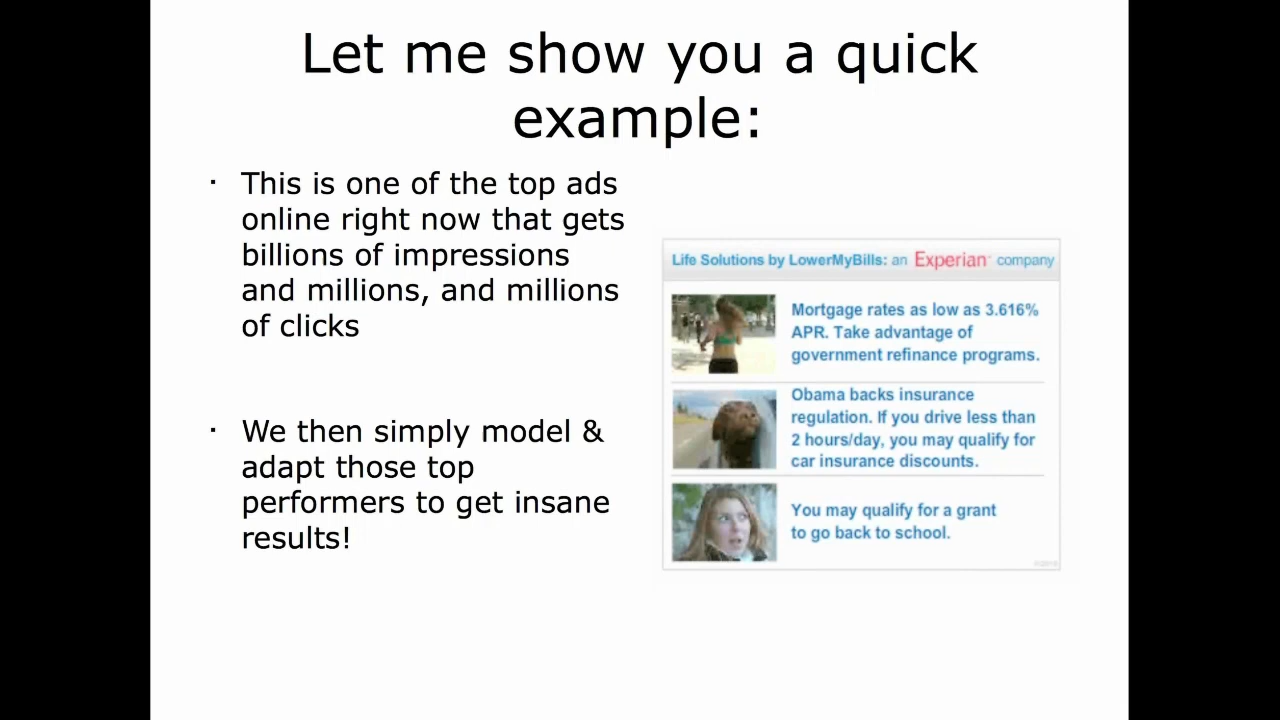 Let me show you a quick
example:
· This is one of the top ads
online right now that gets
billions of impressions
and millions, and millions
of clicks
· We then simply model &
adapt those top
performers to get insane
results!
Life Solutions by LowerMyBills: an Experian company
Mortgage rates as low as 3.616%
APR. Take advantage of
government refinance programs.
Obama backs insurance
regulation. If you drive less than
2 hours/day, you may qualify for
car insurance discounts.
You may qualify for a grant
to go back to school.